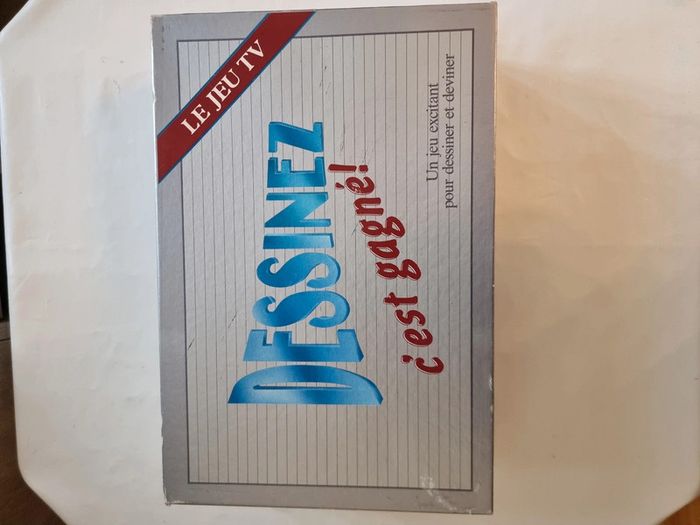 LE JEU TV
DESSINEZ
c'est gagné!
Un jeu excitant
pour dessiner et deviner